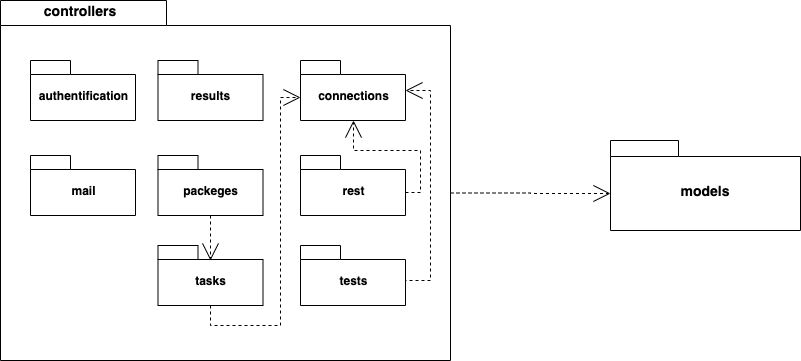 controllers
authentification
results
connections
mail
packeges
rest
models
tasks
tests